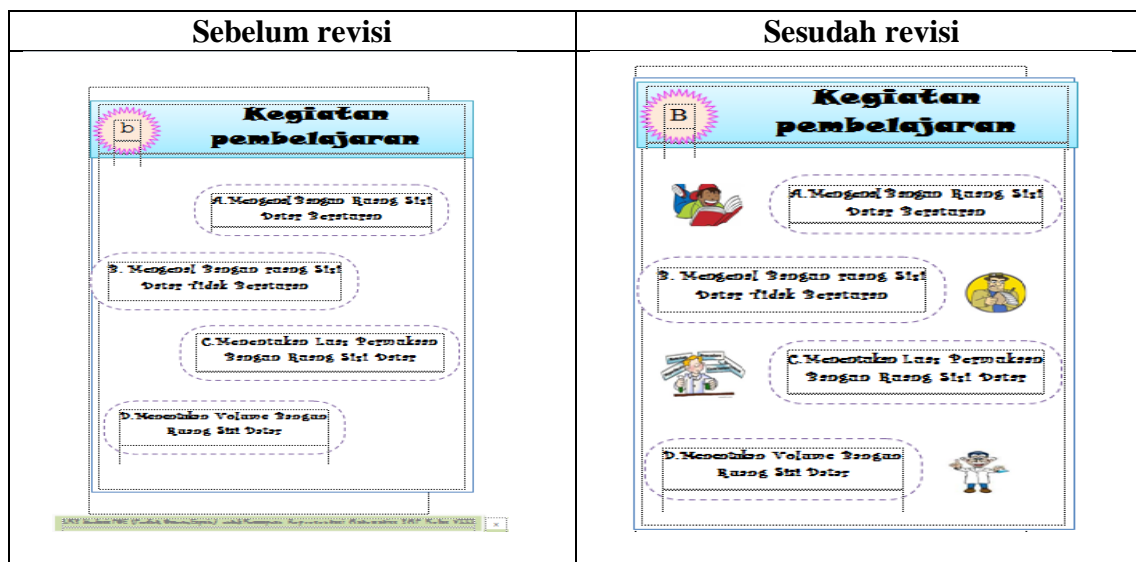 Sebelum revisi
Sesudah revisi
b
Kegiatan
pembelajaran
A.Mengenal Bangun Ruang Sisi
Datar Beraturan
B. Mengenal Bangun ruang Sisi
Datar Tidak Beraturan
C.Menentukan Luas Permukaan
Bangun Ruang Sisi Datar
D.Menentukan Volume Bangun
Ruang Sisi Datar
B
Kegiatan
pembelajaran
A.Mengenal Bangun Ruang Sisi
Datar Beraturan
B. Mengenal Bangun ruang Sisi
Datar Tidak Beraturan
C.Menentukan Luas Permukaan
Bangun Ruang Sisi Datar
D.Menentukan Volume Bangun
Ruang Sisi Datar